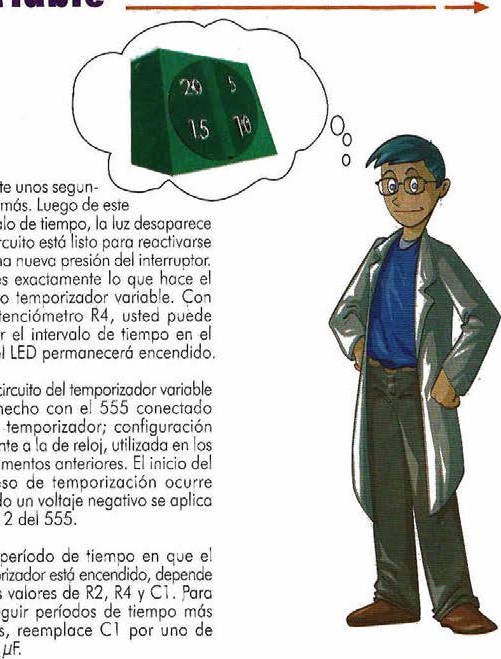 20 5
15 10
te unos segun-
más. Luego de este
alo de tiempo, la luz desaparece
rcuito está listo para reactivarse
na nueva presión del interruptor.
es exactamente lo que hace el
o temporizador variable. Con
tenciómetro R4, usted puede
r el intervalo de tiempo en el
el LED permanecerá encendido.
circuito del temporizador variable
hecho con el 555 conectado
temporizador; configuración
nte a la de reloj, utilizada en los
mentos anteriores. El inicio del
eso de temporización ocurre
do un voltaje negativo se aplica
2 del 555.
período de tiempo en que el
orizador está encendido, depende
s valores de R2, R4 y C1. Para
eguir períodos de tiempo más
s, reemplace C1 por uno de
μF.